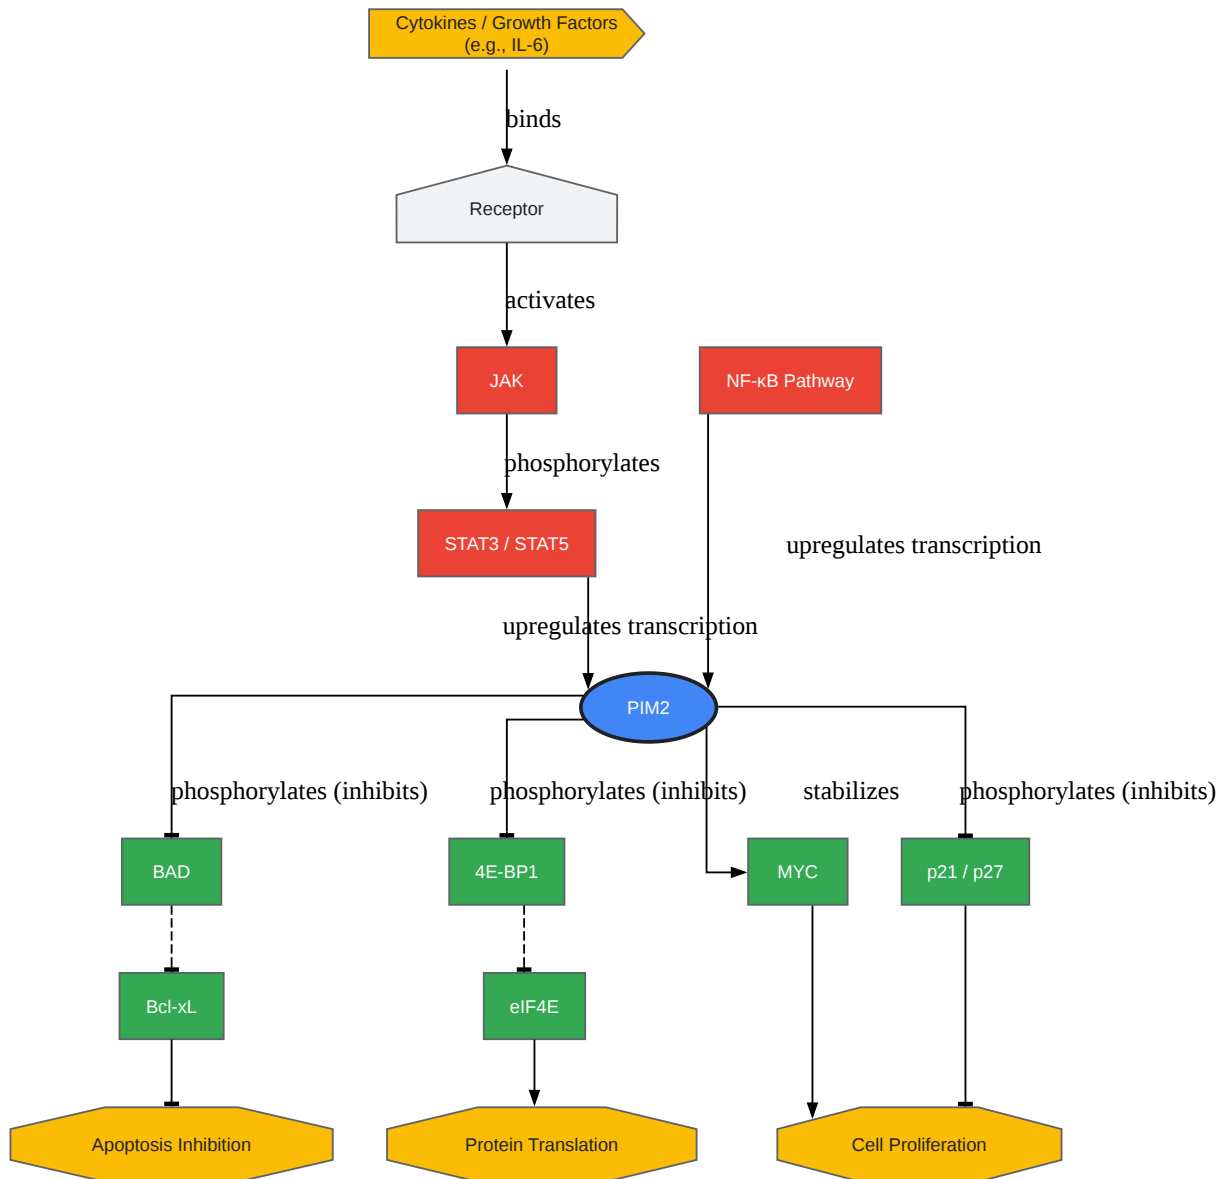 Cytokines / Growth Factors
(e.g., IL-6)
binds
Receptor
activates
JAK
NF-κB Pathway
phosphorylates
STAT3 / STAT5
upregulates transcription
upregulates transcription
PIM2
phosphorylates (inhibits)
phosphorylates (inhibits)
stabilizes
phosphorylates (inhibits)
BAD
4E-BP1
MYC
p21 / p27
Bcl-xL
eIF4E
Apoptosis Inhibition
Protein Translation
Cell Proliferation